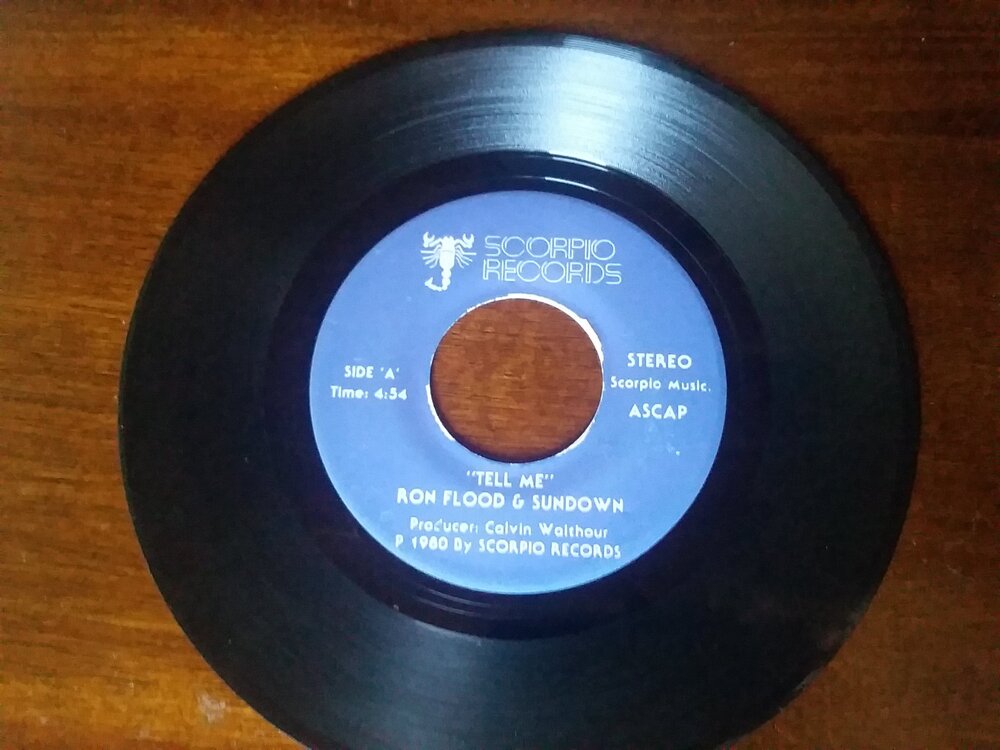 SCORPIO
RECORDS
SIDE 'A'
Time: 4:54
STEREO
Scorpio Music.
ASCAP
"TELL ME"
RON FLOOD & SUNDOWN
Producer: Calvin Walthour
P 1980 By SCORPIO RECORDS